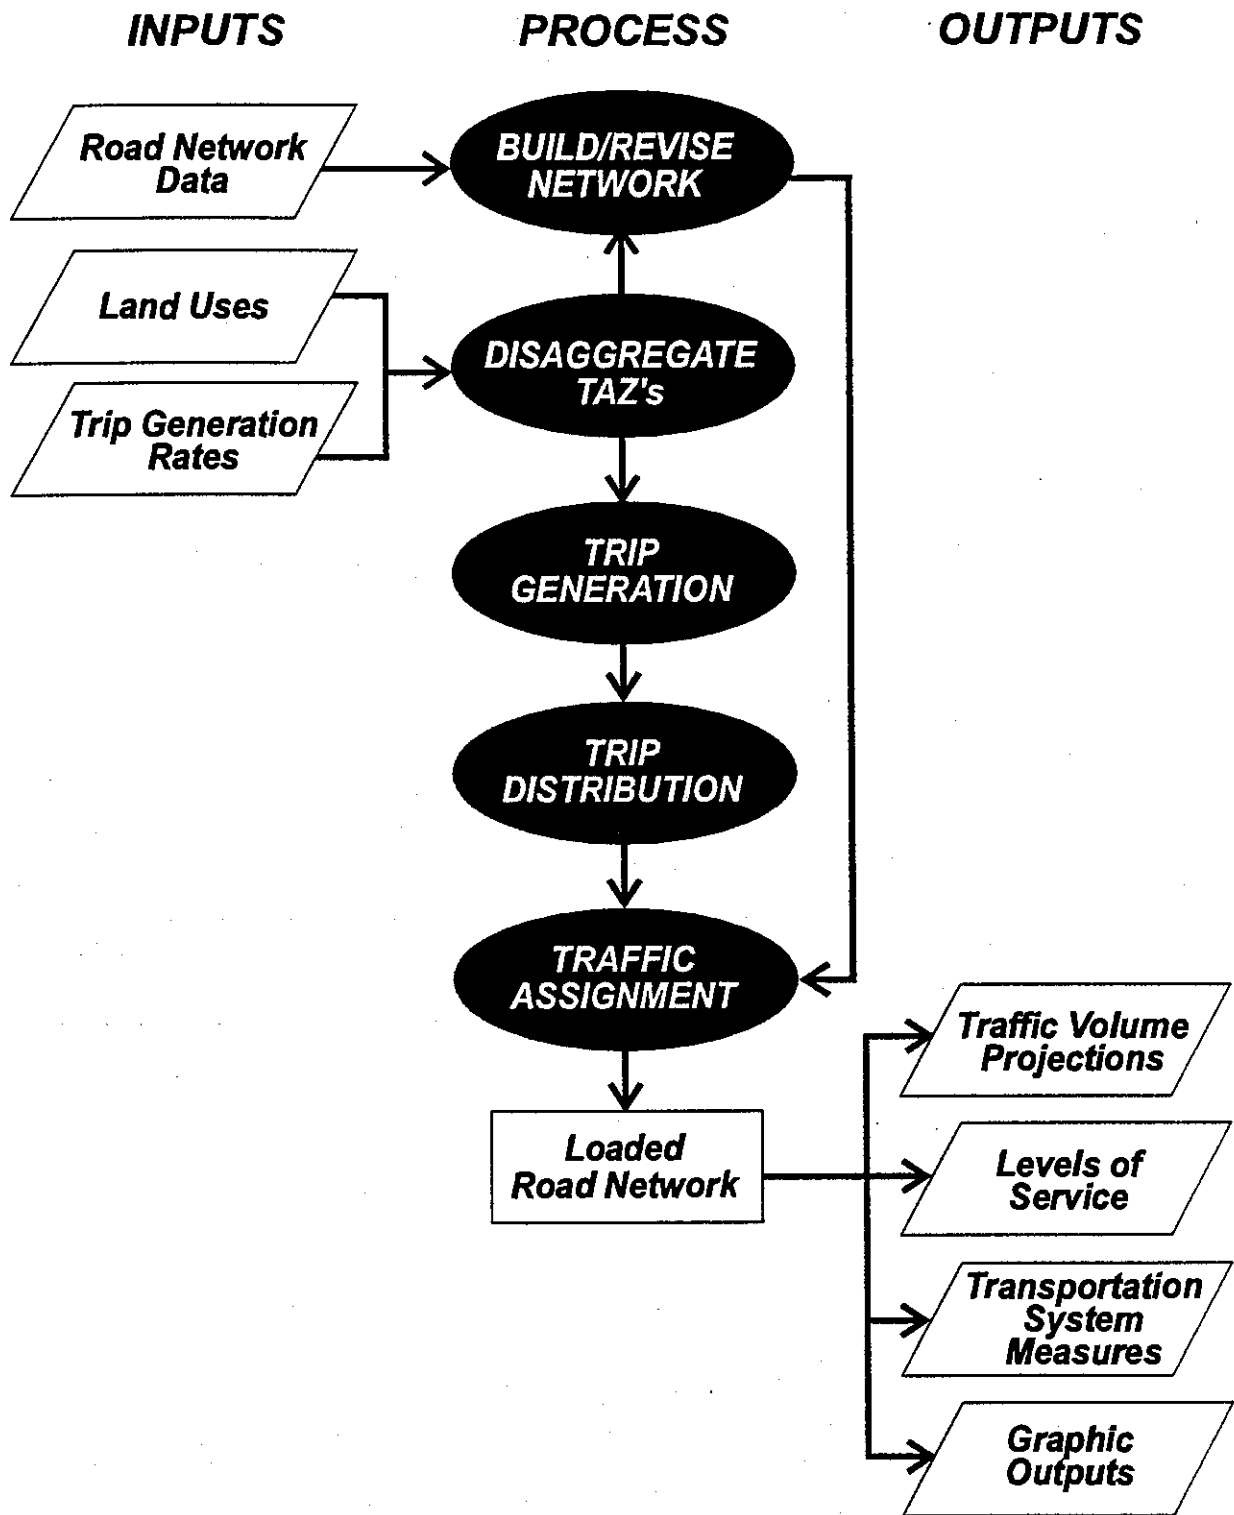 INPUTS
PROCESS
OUTPUTS
Road Network
Data
BUILD/REVISE
NETWORK
Land Uses
DISAGGREGATE
TAZ's
Trip Generation
Rates
TRIP
GENERATION
TRIP
DISTRIBUTION
TRAFFIC
ASSIGNMENT
Loaded
Road Network
Traffic Volume
Projections
Levels of
Service
Transportation
System
Measures
Graphic
Outputs